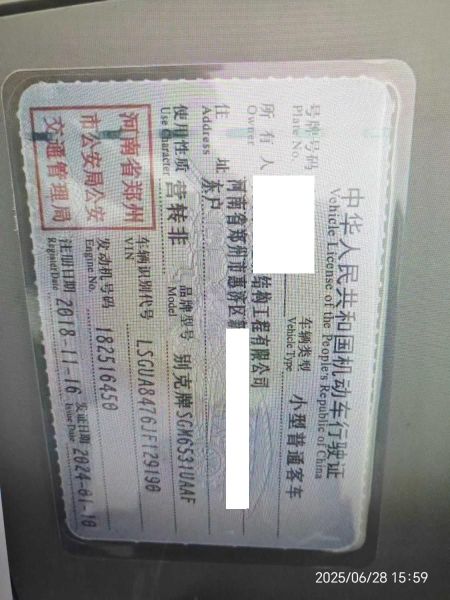 中华人民共和国机动车行驶证
Vehicle License of the People's Republic of China
号牌号码
Plate No.
车辆类型 小型普通客车
Vehicle Type
所有人 结构工程有限公司
Owner
住址 河南省郑州市惠济区
Address
东户
使用性质 营转非
Use Character
品牌型号 别克牌SGM6531UAAF
Model
河南省郑州
市公安局公安
交通管理局
车辆识别代号 LSGUA84761F129190
VIN
发动机号码 182516450
Engine No.
注册日期 2018-11-16
Register Date
发证日期 2024-01-10
Issue Date
2025/06/28 15:59